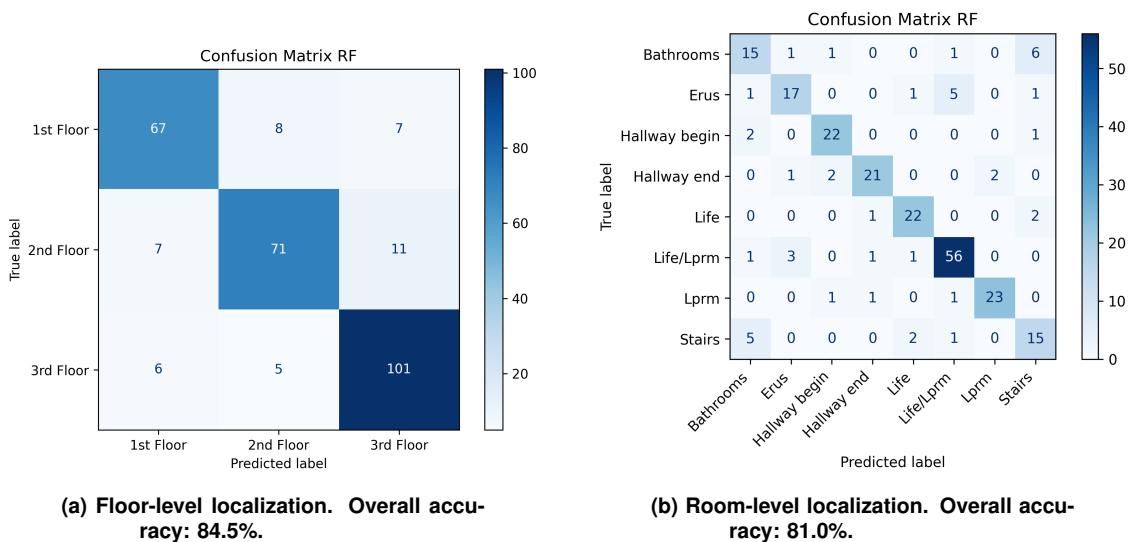 Confusion Matrix RF
1st Floor 67 8 7
2nd Floor 7 71 11
3rd Floor 6 5 101
True label
1st Floor 2nd Floor 3rd Floor
Predicted label
100
80
60
40
20
(a) Floor-level localization. Overall accu-
racy: 84.5%.
Confusion Matrix RF
Bathrooms 15 1 1 0 0 1 0 6
Erus 1 17 0 0 1 5 0 1
Hallway begin 2 0 22 0 0 0 0 1
Hallway end 0 1 2 21 0 0 2 0
Life 0 0 0 1 22 0 0 2
Life/Lprm 1 3 0 1 1 56 0 0
Lprm 0 0 1 1 0 1 23 0
Stairs 5 0 0 0 2 1 0 15
True label
Bathrooms Erus Hallway begin Hallway end Life Life/Lprm Lprm Stairs
Predicted label
50
40
30
20
10
0
(b) Room-level localization. Overall accu-
racy: 81.0%.